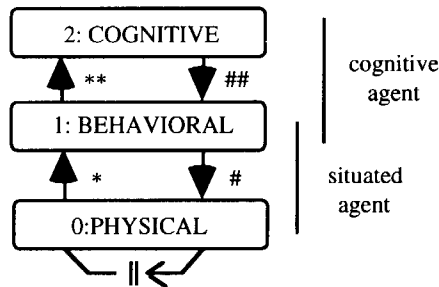 2: COGNITIVE
** ##
cognitive
agent
1: BEHAVIORAL
* #
situated
agent
0:PHYSICAL
||